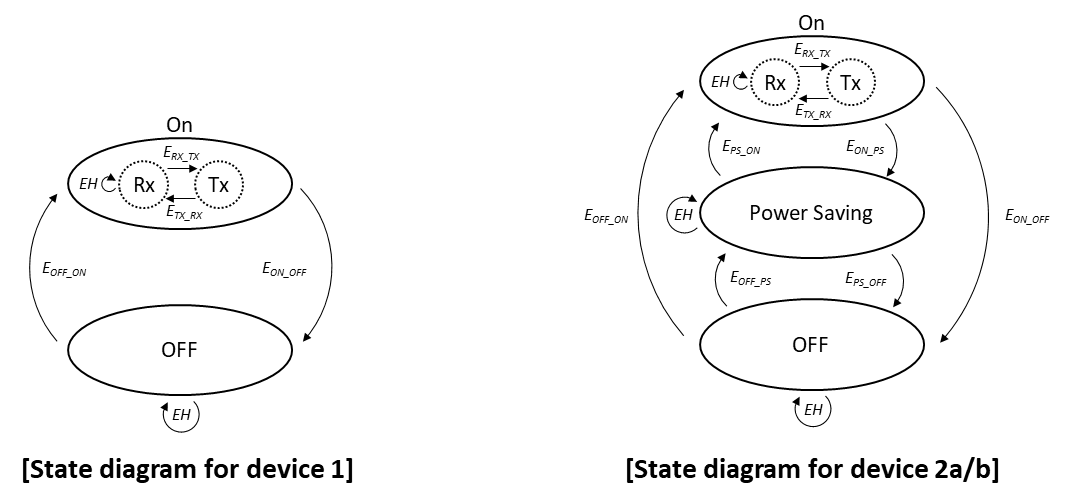 On
E_RX_TX
EH
Rx
Tx
E_TX_RX
E_OFF_ON
E_ON_OFF
OFF
EH
[State diagram for device 1]
On
E_RX_TX
EH
Rx
Tx
E_TX_RX
E_PS_ON
E_ON_PS
E_OFF_ON
EH
Power Saving
E_ON_OFF
E_OFF_PS
E_PS_OFF
OFF
EH
[State diagram for device 2a/b]